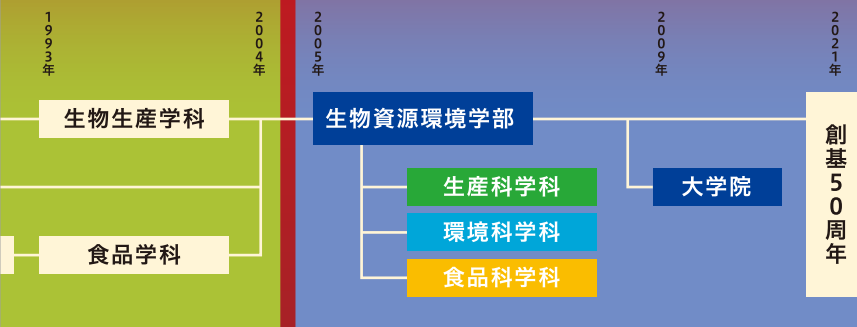 1993年
2004年
2005年
2009年
2021年
生物生産学科
生物資源環境学部
生産科学科
環境科学科
食品科学科
食品学科
大学院
創基50周年